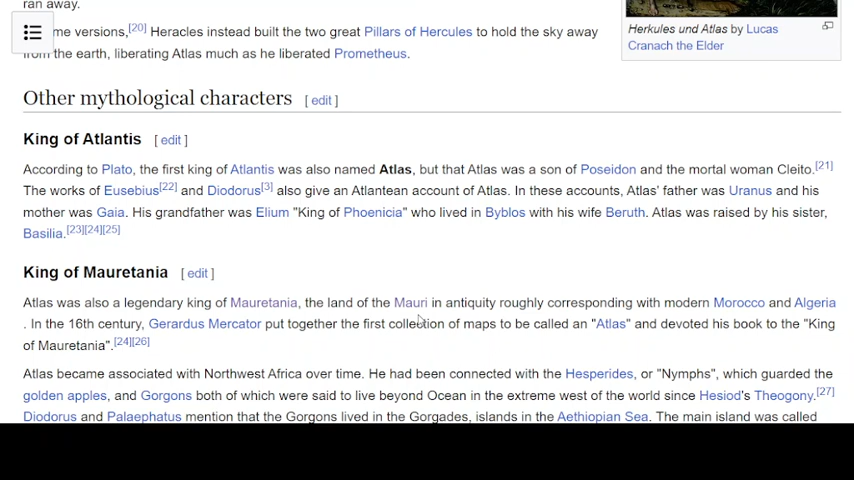 ran away.
me versions,[20] Heracles instead built the two great Pillars of Hercules to hold the sky away
from the earth, liberating Atlas much as he liberated Prometheus.
Herkules und Atlas by Lucas
Cranach the Elder
Other mythological characters [ edit ]
King of Atlantis [ edit ]
According to Plato, the first king of Atlantis was also named Atlas, but that Atlas was a son of Poseidon and the mortal woman Cleito.[21]
The works of Eusebius[22] and Diodorus[3] also give an Atlantean account of Atlas. In these accounts, Atlas' father was Uranus and his
mother was Gaia. His grandfather was Elium "King of Phoenicia" who lived in Byblos with his wife Beruth. Atlas was raised by his sister,
Basilia.[23][24][25]
King of Mauretania [ edit ]
Atlas was also a legendary king of Mauretania, the land of the Mauri in antiquity roughly corresponding with modern Morocco and Algeria
. In the 16th century, Gerardus Mercator put together the first collection of maps to be called an "Atlas" and devoted his book to the "King
of Mauretania".[24][26]
Atlas became associated with Northwest Africa over time. He had been connected with the Hesperides, or "Nymphs", which guarded the
golden apples, and Gorgons both of which were said to live beyond Ocean in the extreme west of the world since Hesiod's Theogony.[27]
Diodorus and Palaephatus mention that the Gorgons lived in the Gorgades, islands in the Aethiopian Sea. The main island was called